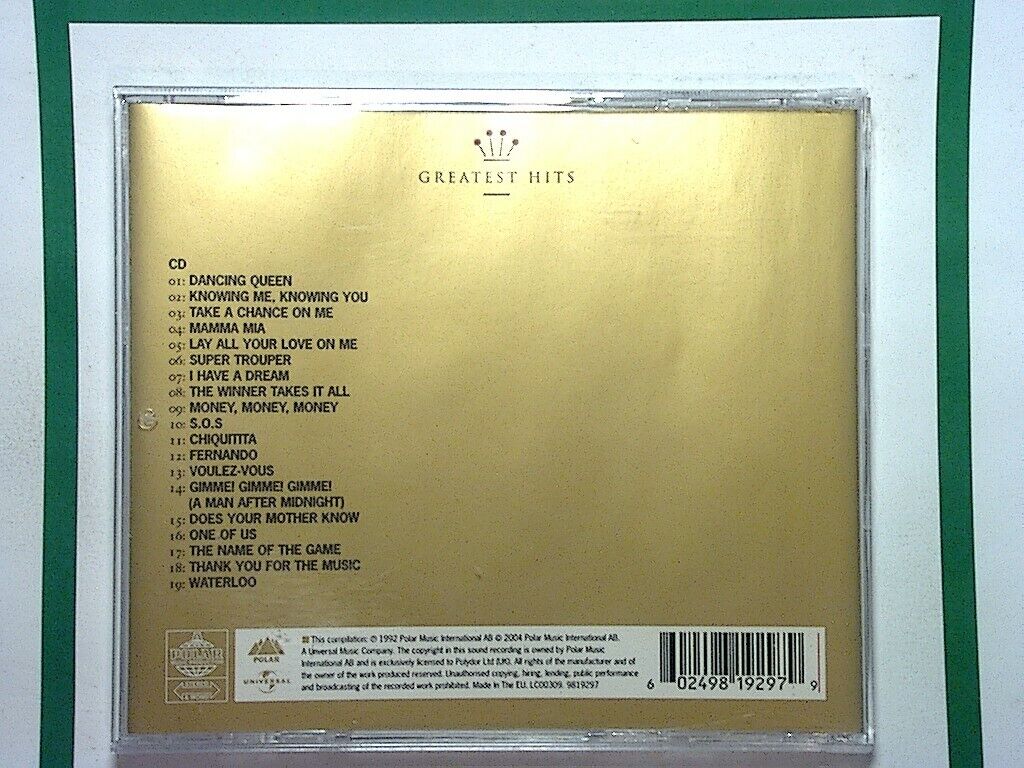 GREATEST HITS
CD
01: DANCING QUEEN
02: KNOWING ME, KNOWING YOU
03: TAKE A CHANCE ON ME
04: MAMMA MIA
05: LAY ALL YOUR LOVE ON ME
06: SUPER TROUPER
07: I HAVE A DREAM
08: THE WINNER TAKES IT ALL
09: MONEY, MONEY, MONEY
10: S.O.S
11: CHIQUITITA
12: FERNANDO
13: VOULEZ-VOUS
14: GIMME! GIMME! GIMME!
(A MAN AFTER MIDNIGHT)
15: DOES YOUR MOTHER KNOW
16: ONE OF US
17: THE NAME OF THE GAME
18: THANK YOU FOR THE MUSIC
19: WATERLOO
POLAR
POLAR
UNIVERSAL
This compilation: ℗ 1992 Polar Music International AB © 2004 Polar Music International AB.
A Universal Music Company. The copyright in this sound recording is owned by Polar Music
International AB and is exclusively licensed to Polydor Ltd (UK). All rights of the manufacturer and of
the owner of the work produced reserved. Unauthorised copying, hiring, lending, public performance
and broadcasting of the recorded work prohibited. Made in The EU. LC00309. 9819297
6 02498 19297 9